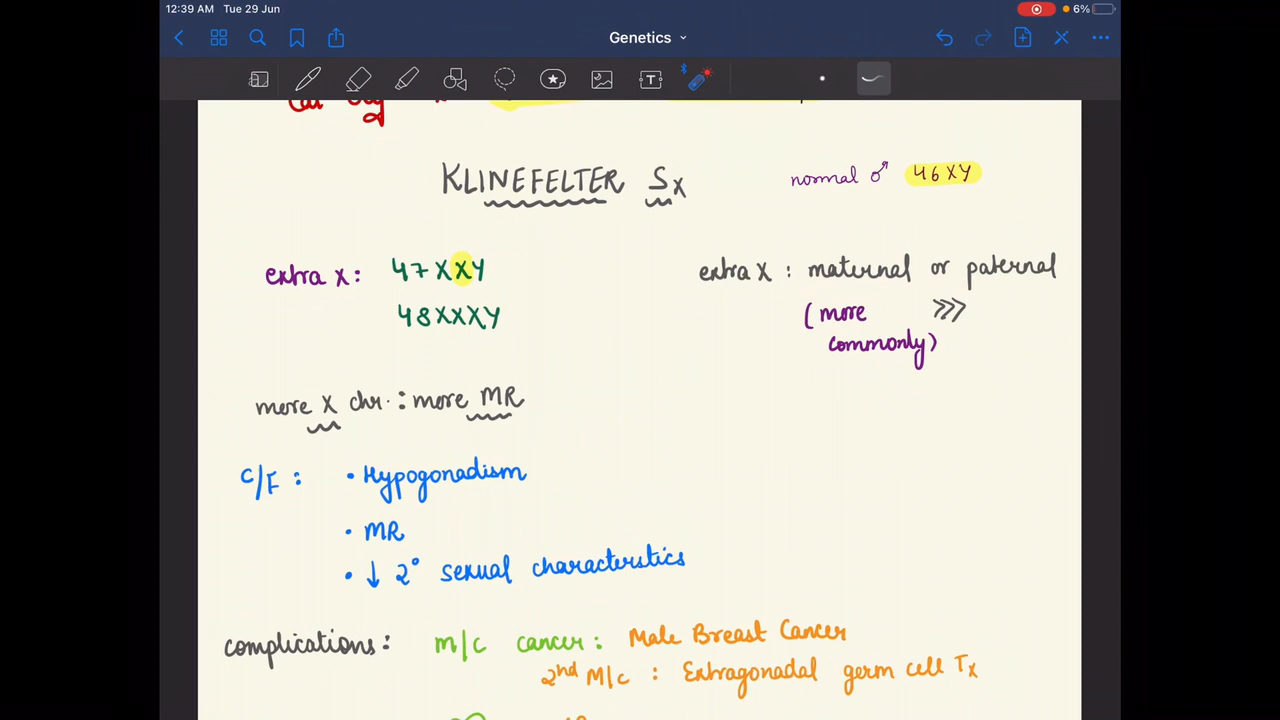 12:39 AM Tue 29 Jun
6%
Genetics
T
KLINEFELTER Sx
normal ♂ 46XY
extra X: 47XXY
48XXXY
extra X : maternal or paternal
(more >>>
commonly)
more X chr. : more MR
C/F : • Hypogonadism
• MR
• ↓ 2° sexual characteristics
complications: m/c cancer: Male Breast Cancer
2nd M/c : Extragonadal germ cell Tx